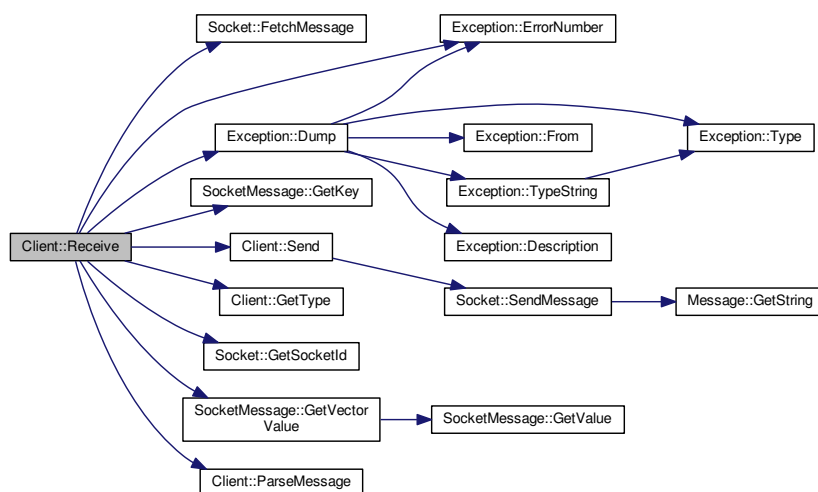 Socket::FetchMessage
Exception::ErrorNumber
Exception::Dump
Exception::From
Exception::Type
SocketMessage::GetKey
Exception::TypeString
Client::Receive
Client::Send
Exception::Description
Client::GetType
Socket::SendMessage
Message::GetString
Socket::GetSocketId
SocketMessage::GetVector
Value
SocketMessage::GetValue
Client::ParseMessage